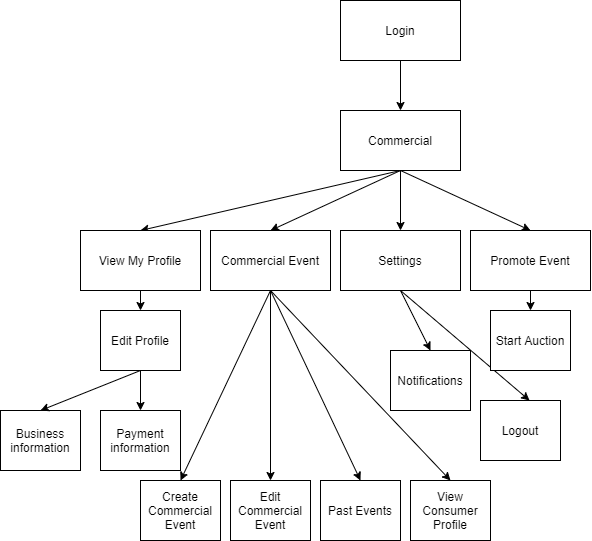 Login
Commercial
View My Profile
Commercial Event
Settings
Promote Event
Edit Profile
Start Auction
Notifications
Business
information
Payment
information
Logout
Create
Commercial
Event
Edit
Commercial
Event
Past Events
View
Consumer
Profile